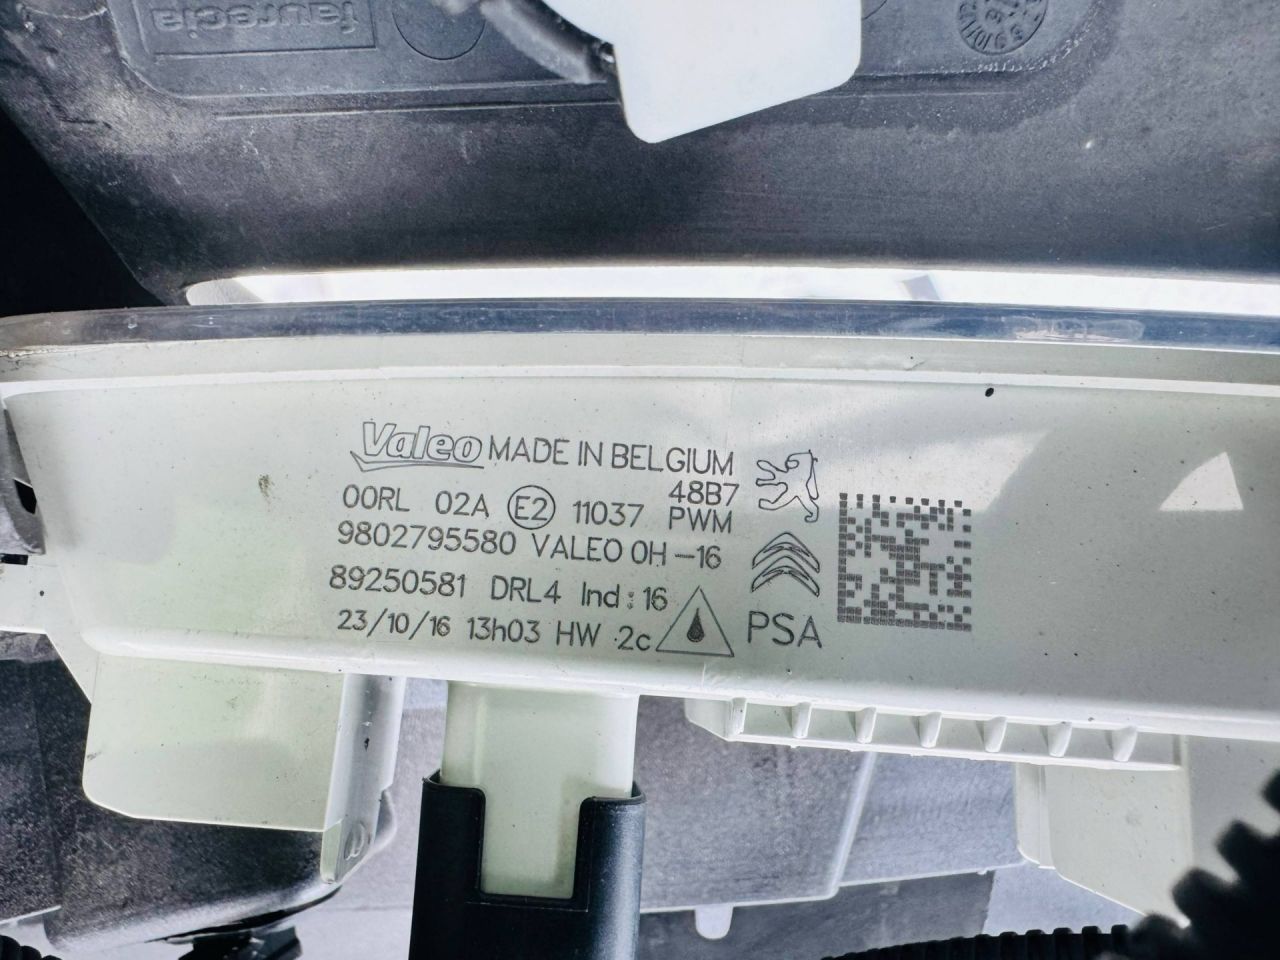 faurecia
Valeo MADE IN BELGIUM
48B7
00RL 02A E2 11037 PWM
9802795580 VALEO 0H-16
89250581 DRL4 Ind:16
23/10/16 13h03 HW 2c
PSA